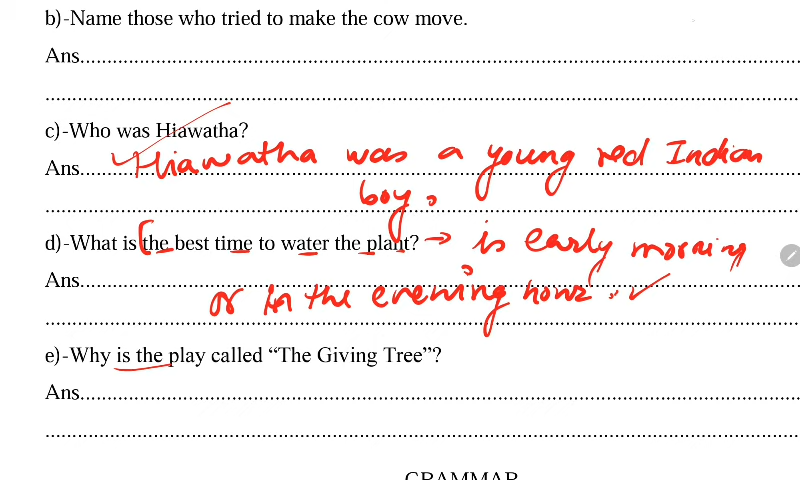 b)-Name those who tried to make the cow move.
Ans....................................................................................................................
........................................................................................................................
c)-Who was Hiawatha?
Ans. Hiawatha was a young red Indian
boy.
d)-What is the best time to water the plant? → is early morning
Ans....................................................................................................................
or in the evening hour.
e)-Why is the play called “The Giving Tree”?
Ans....................................................................................................................
........................................................................................................................
GRAMMAR